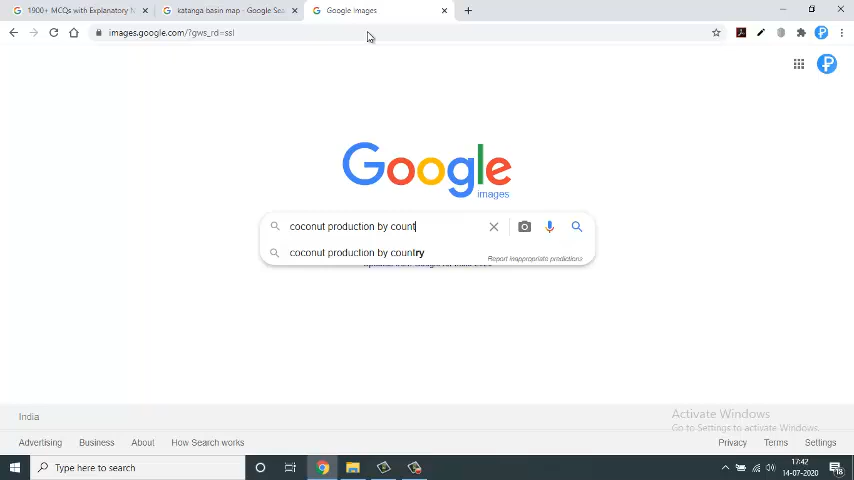 1900+ MCQs with Explanatory N
katanga basin map - Google Sea
Google Images
images.google.com/?gws_rd=ssl
Google
images
coconut production by count
coconut production by country
Report inappropriate predictions
India
Activate Windows
Go to Settings to activate Windows.
Advertising Business About How Search works
Privacy Terms Settings
Type here to search
17:42
14-07-2020
18